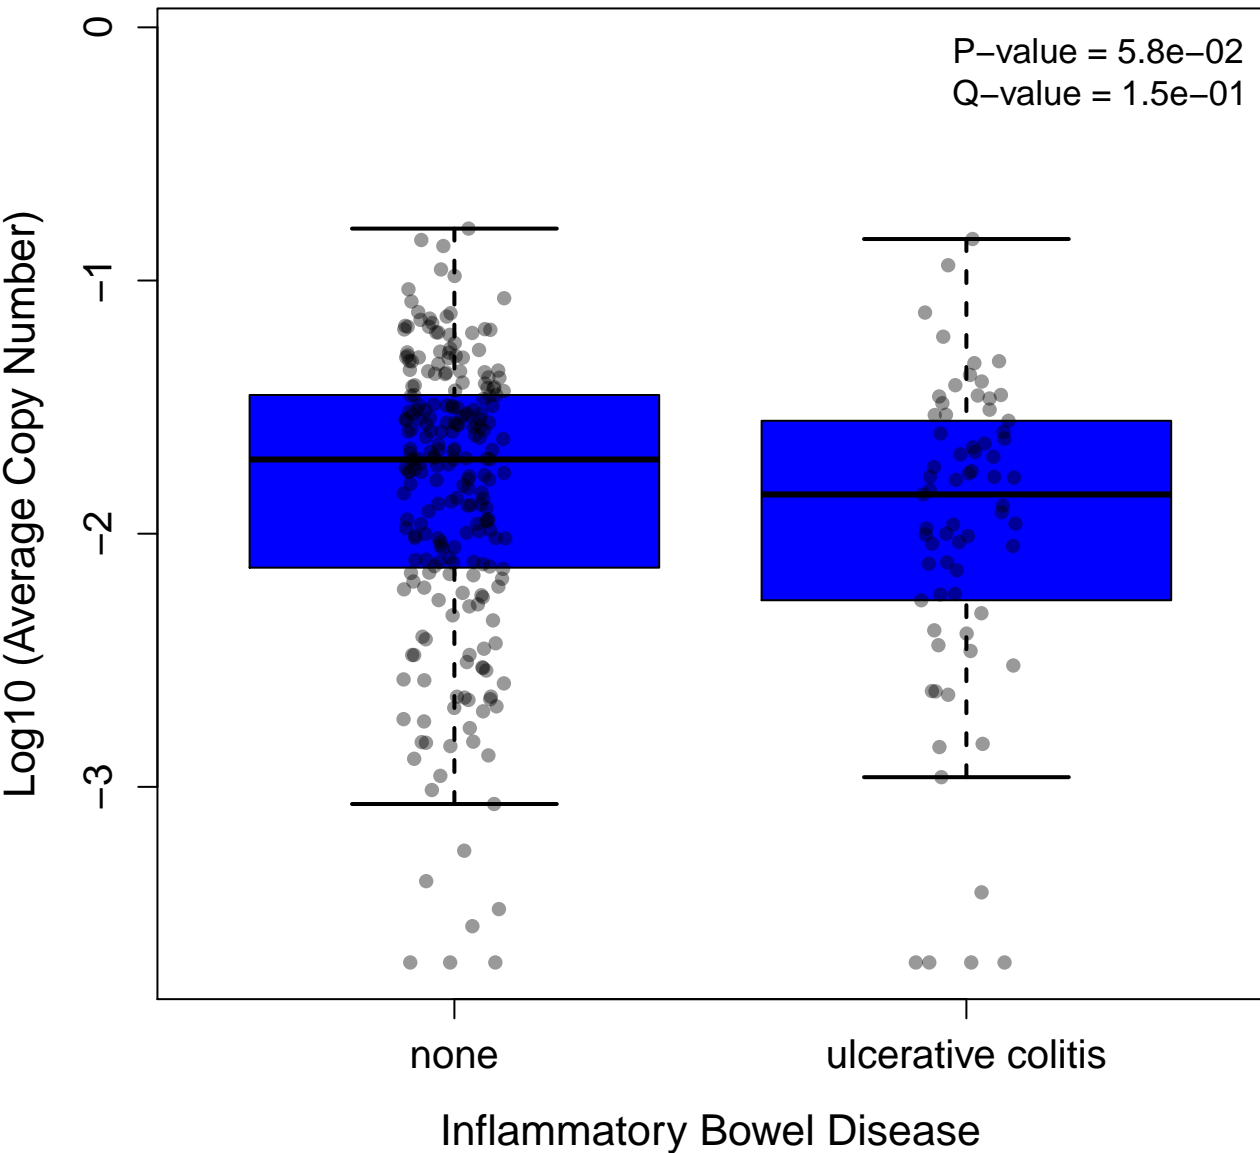 P−value = 5.8e−02
Q−value = 1.5e−01
Log10 (Average Copy Number)
0
−1
−2
−3
none
ulcerative colitis
Inflammatory Bowel Disease